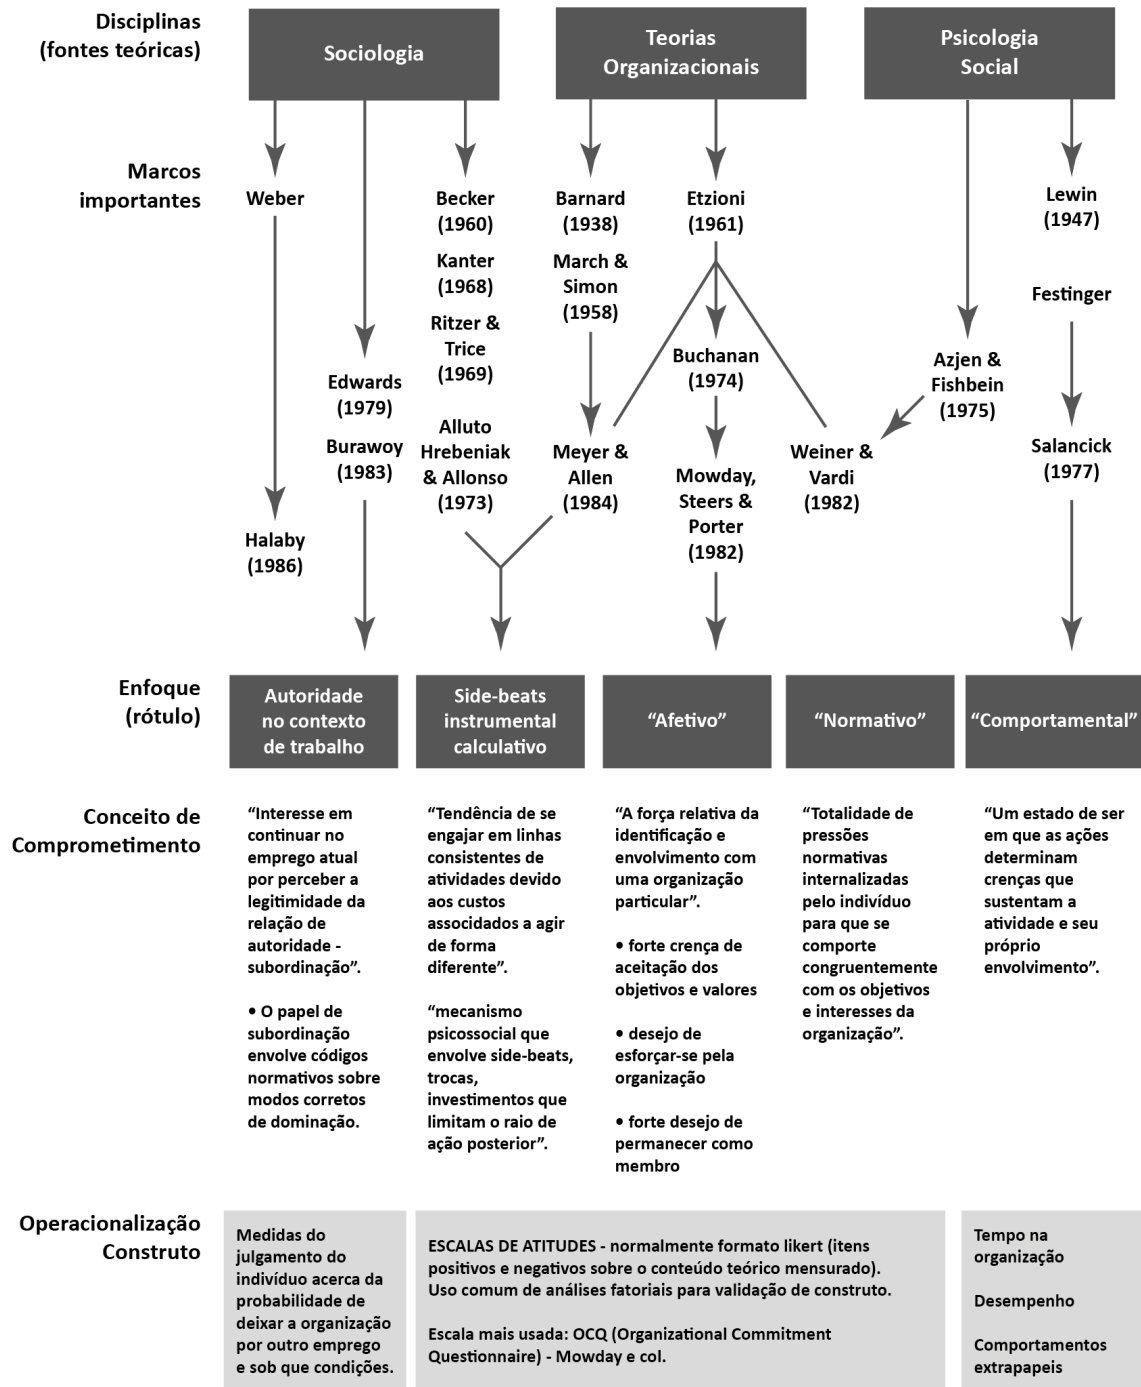 Disciplinas
(fontes teóricas)
Sociologia
Teorias
Organizacionais
Psicologia
Social
Marcos
importantes
Weber
Becker
(1960)
Barnard
(1938)
Etzioni
(1961)
Lewin
(1947)
Kanter
(1968)
March &
Simon
(1958)
Festinger
Ritzer &
Trice
(1969)
Buchanan
(1974)
Azjen &
Fishbein
(1975)
Edwards
(1979)
Burawoy
(1983)
Alluto
Hrebeniak
& Allonso
(1973)
Meyer &
Allen
(1984)
Mowday,
Steers &
Porter
(1982)
Weiner &
Vardi
(1982)
Salancick
(1977)
Halaby
(1986)
Enfoque
(rótulo)
Autoridade
no contexto
de trabalho
Side-beats
instrumental
calculativo
“Afetivo”
“Normativo”
“Comportamental”
Conceito de
Comprometimento
“Interesse em
continuar no
emprego atual
por perceber a
legitimidade da
relação de
autoridade -
subordinação”.
• O papel de
subordinação
envolve códigos
normativos sobre
modos corretos
de dominação.
“Tendência de se
engajar em linhas
consistentes de
atividades devido
aos custos
associados a agir
de forma
diferente”.
“mecanismo
psicossocial que
envolve side-beats,
trocas,
investimentos que
limitam o raio de
ação posterior”.
“A força relativa da
identificação e
envolvimento com
uma organização
particular”.
• forte crença de
aceitação dos
objetivos e valores
• desejo de
esforçar-se pela
organização
• forte desejo de
permanecer como
membro
“Totalidade de
pressões
normativas
internalizadas
pelo indivíduo
para que se
comporte
congruentemente
com os objetivos
e interesses da
organização”.
“Um estado de ser
em que as ações
determinam
crenças que
sustentam a
atividade e seu
próprio
envolvimento”.
Operacionalização
Construto
Medidas do
julgamento do
indivíduo acerca da
probabilidade de
deixar a organização
por outro emprego
e sob que condições.
ESCALAS DE ATITUDES - normalmente formato likert (itens
positivos e negativos sobre o conteúdo teórico mensurado).
Uso comum de análises fatoriais para validação de construto.
Escala mais usada: OCQ (Organizational Commitment
Questionnaire) - Mowday e col.
Tempo na
organização
Desempenho
Comportamentos
extrapapeis